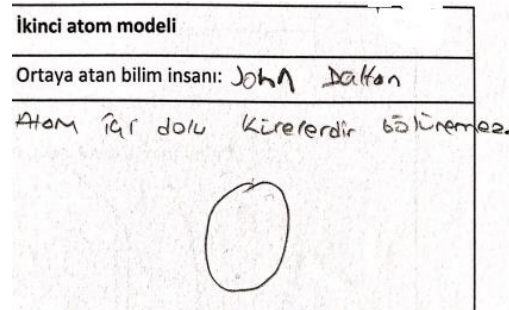 İkinci atom modeli
Ortaya atan bilim insanı: John Dalton
Atom içi dolu kürelerdir bölünemez.